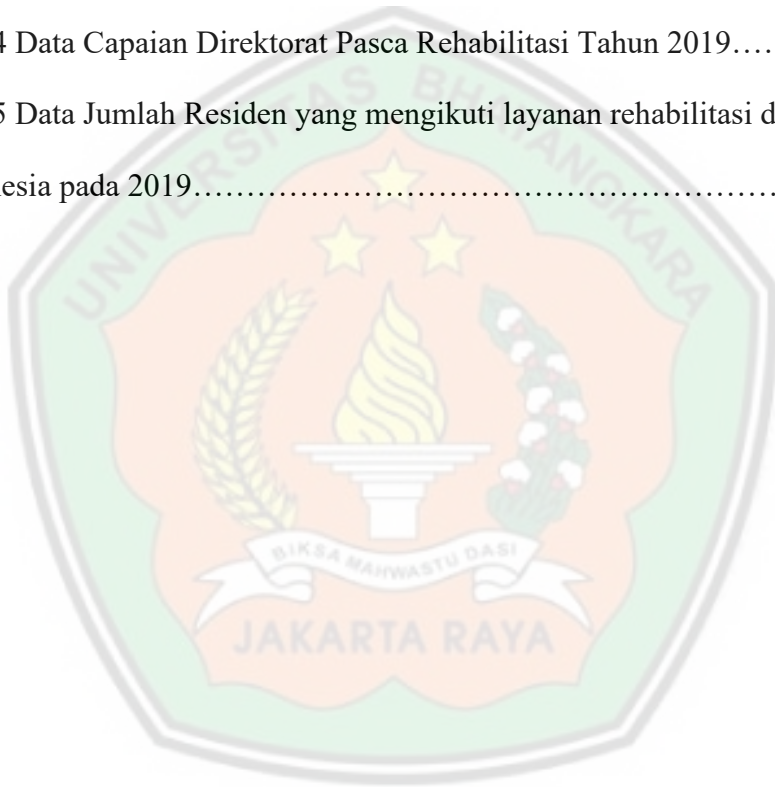 4 Data Capaian Direktorat Pasca Rehabilitasi Tahun 2019….
5 Data Jumlah Residen yang mengikuti layanan rehabilitasi d
esia pada 2019……………………………………………………
UNIVERSITAS BHAYANGKARA
BIKSA MAHWASTU DASI
JAKARTA RAYA